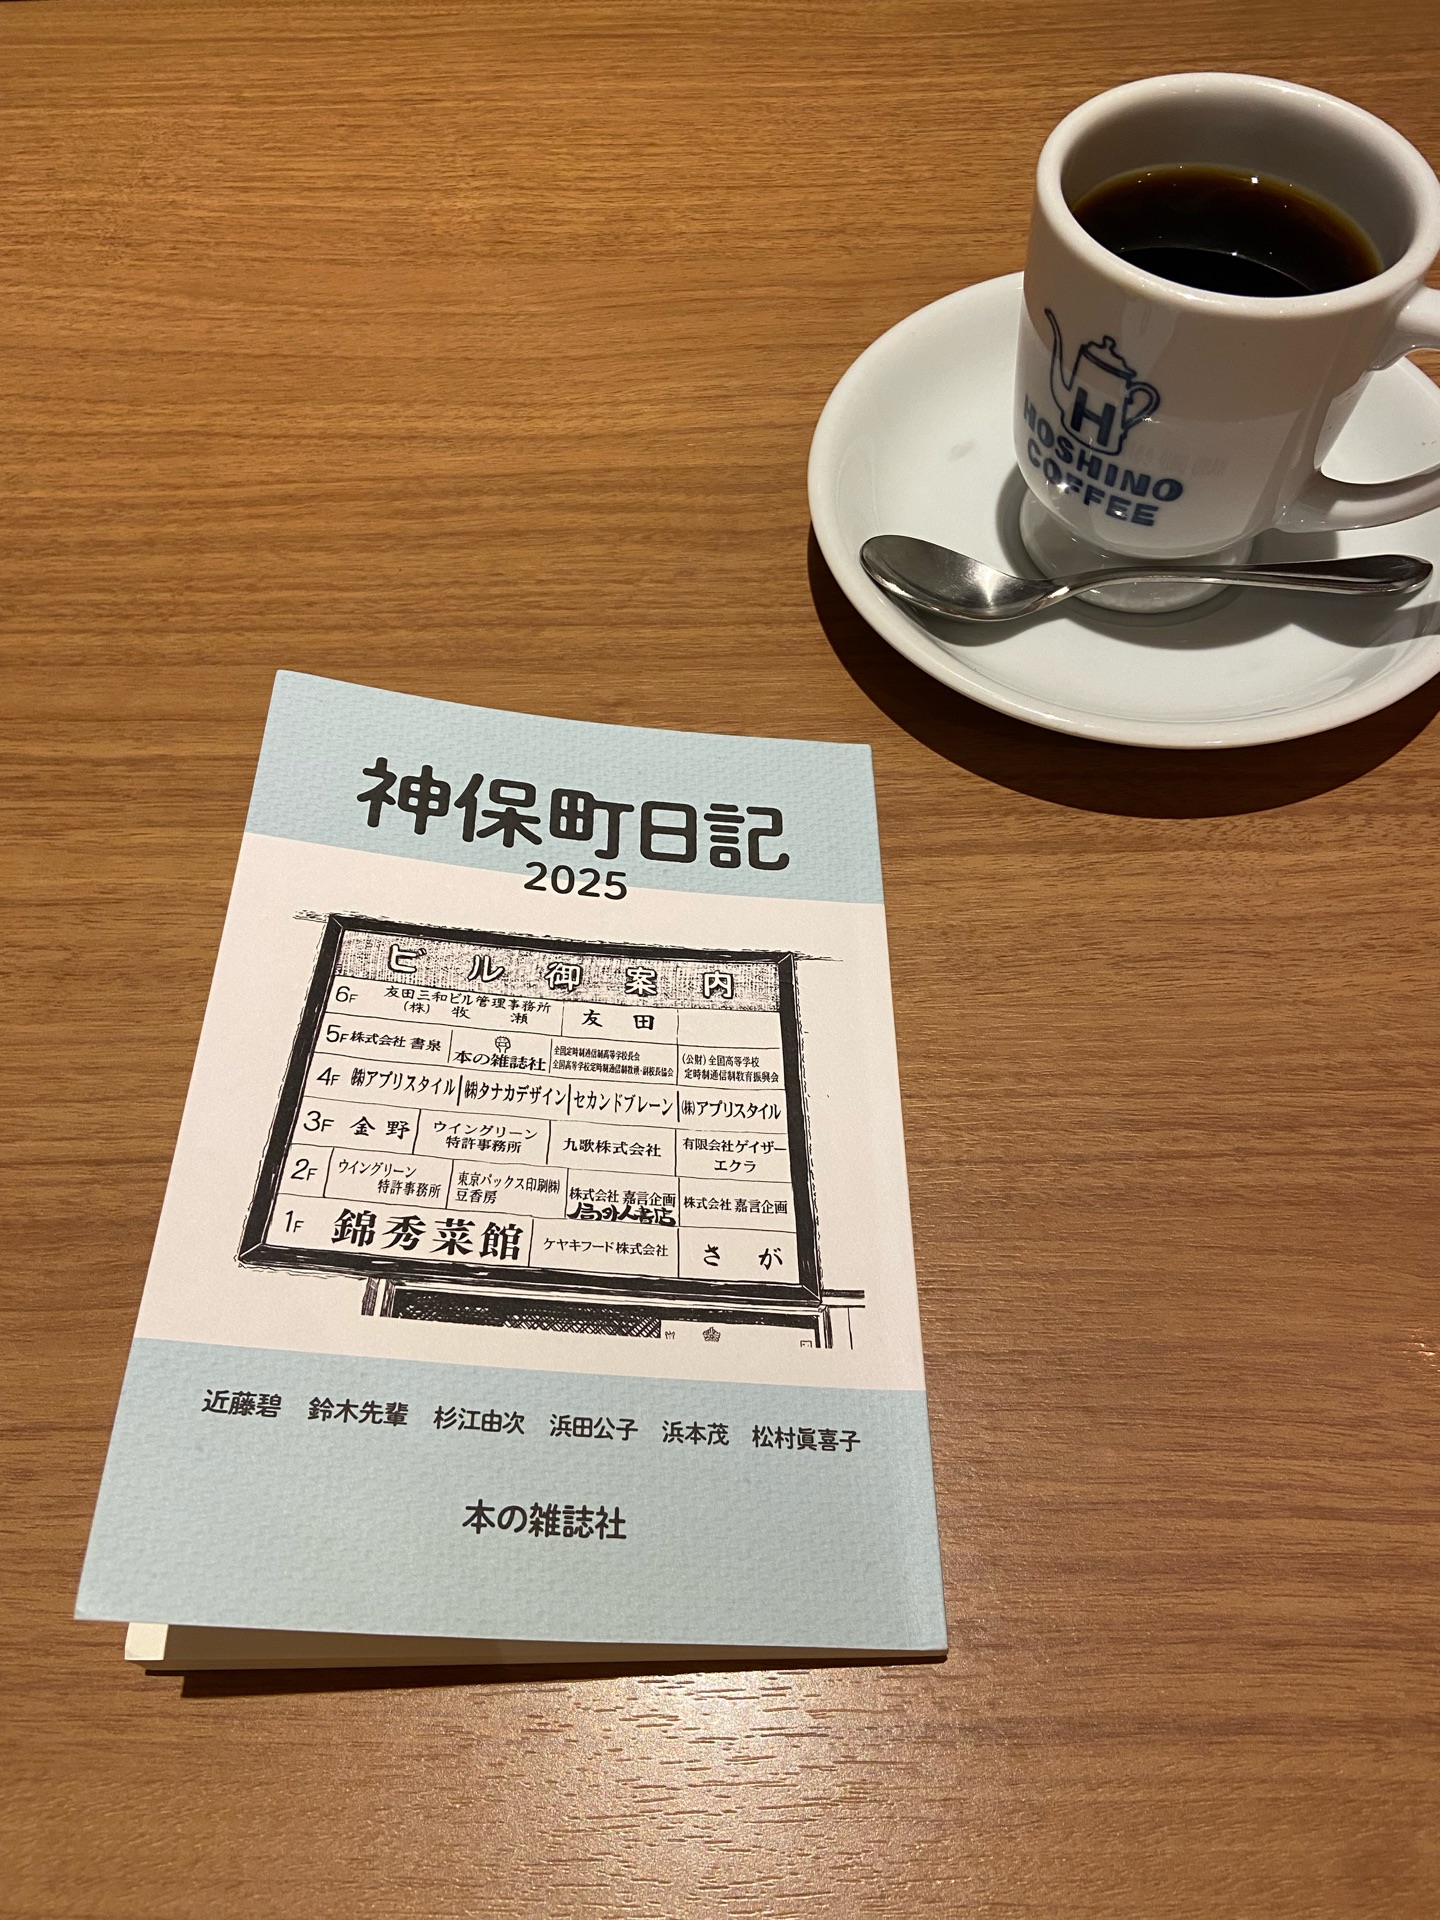 H
HOSHINO
COFFEE
神保町日記
2025
ビル御案内
6F 友田三和ビル管理事務所 (株) 牧瀬 友田
5F 株式会社 書泉 本の雑誌社 全国定時制通信制高等学校長会 全国高等学校定時制通信制教頭・副校長協会 (公財) 全国高等学校 定時制通信制教育振興会
4F ㈱アプリスタイル ㈱タナカデザイン セカンドブレーン ㈱アプリスタイル
3F 金野 ウイングリーン 特許事務所 九歌株式会社 有限会社ゲイザー エクラ
2F ウイングリーン 特許事務所 東京パックス印刷㈱ 豆香房 株式会社 嘉言企画 株式会社 嘉言企画
1F 錦秀菜館 ケヤキフード株式会社 さが
近藤碧 鈴木先輩 杉江由次 浜田公子 浜本茂 松村眞喜子
本の雑誌社